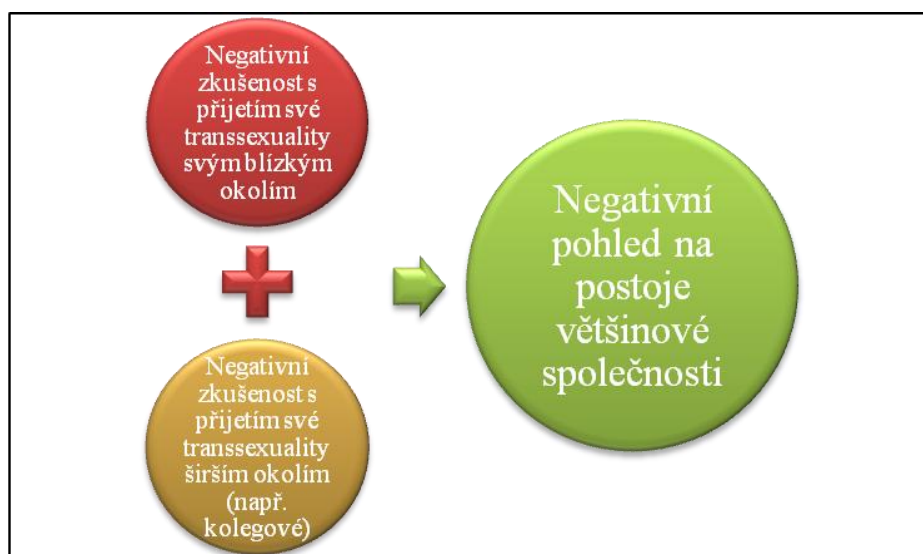 Negativní
zkušenost s
přijetím své
transsexuality
svým blízkým
okolím
Negativní
zkušenost s
přijetím své
transsexuality
širším okolím
(např.
kolegové)
Negativní
pohled na
postoje
většinové
společnosti